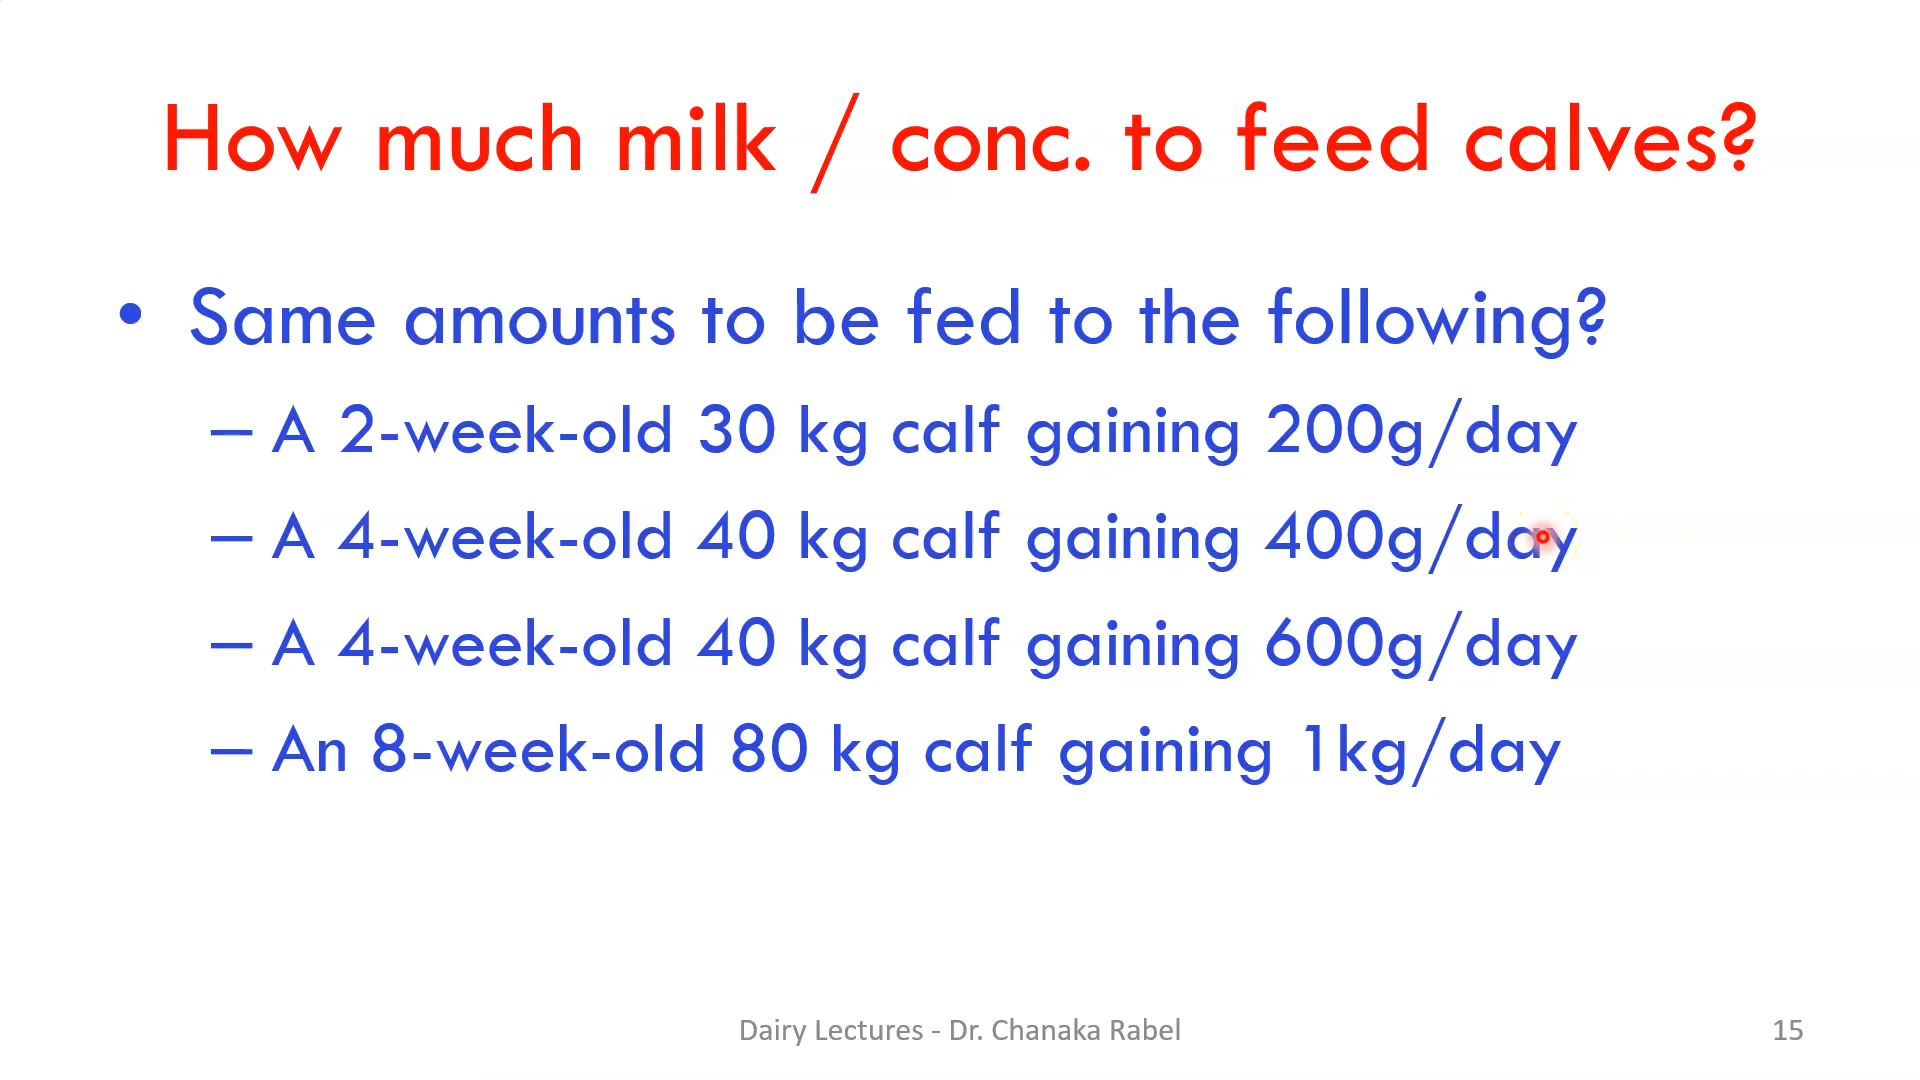 How much milk / conc. to feed calves?
• Same amounts to be fed to the following?
– A 2-week-old 30 kg calf gaining 200g/day
– A 4-week-old 40 kg calf gaining 400g/day
– A 4-week-old 40 kg calf gaining 600g/day
– An 8-week-old 80 kg calf gaining 1kg/day
Dairy Lectures - Dr. Chanaka Rabel
15